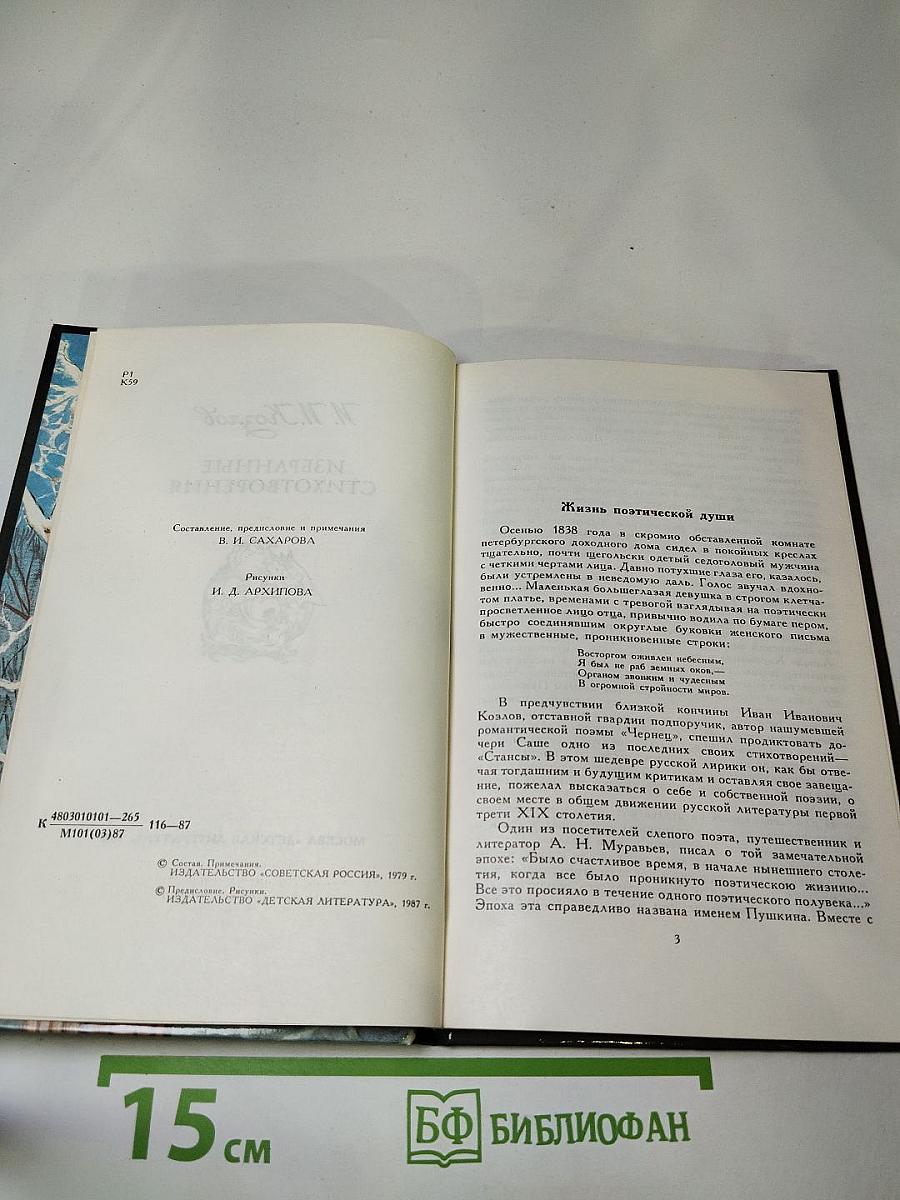 Р1
К59
И. И. Козлов
ИЗБРАННЫЕ
СТИХОТВОРЕНИЯ
Составление, предисловие и примечания
В. И. САХАРОВА
Рисунки
И. Д. АРХИПОВА
К 4803010101—265 / М101(03)87 116—87
© Состав. Примечания.
ИЗДАТЕЛЬСТВО «СОВЕТСКАЯ РОССИЯ», 1979 г.
© Предисловие. Рисунки.
ИЗДАТЕЛЬСТВО «ДЕТСКАЯ ЛИТЕРАТУРА», 1987 г.
Жизнь поэтической души
Осенью 1838 года в скромно обставленной комнате
петербургского доходного дома сидел в покойных креслах
тщательно, почти щегольски одетый седоголовый мужчина
с четкими чертами лица. Давно потухшие глаза его, казалось,
были устремлены в неведомую даль. Голос звучал вдохно-
венно... Маленькая большеглазая девушка в строгом клетча-
том платье, временами с тревогой взглядывая на поэтически
просветленное лицо отца, привычно водила по бумаге пером,
быстро соединявшим округлые буковки женского письма
в мужественные, проникновенные строки:
Восторгом оживлен небесным,
Я был не раб земных оков,—
Органом звонким и чудесным
В огромной стройности миров.
В предчувствии близкой кончины Иван Иванович
Козлов, отставной гвардии подпоручик, автор нашумевшей
романтической поэмы «Чернец», спешил продиктовать до-
чери Саше одно из последних своих стихотворений—
«Стансы». В этом шедевре русской лирики он, как бы отве-
чая тогдашним и будущим критикам и оставляя свое завеща-
ние, пожелал высказаться о себе и собственной поэзии, о
своем месте в общем движении русской литературы первой
трети XIX столетия.
Один из посетителей слепого поэта, путешественник и
литератор А. Н. Муравьев, писал о той замечательной
эпохе: «Было счастливое время, в начале нынешнего столе-
тия, когда все было проникнуто поэтическою жизнию...
Все это просияло в течение одного поэтического полувека...»
Эпоха эта справедливо названа именем Пушкина. Вместе с
3
15 см
БФ БИБЛИОФАН